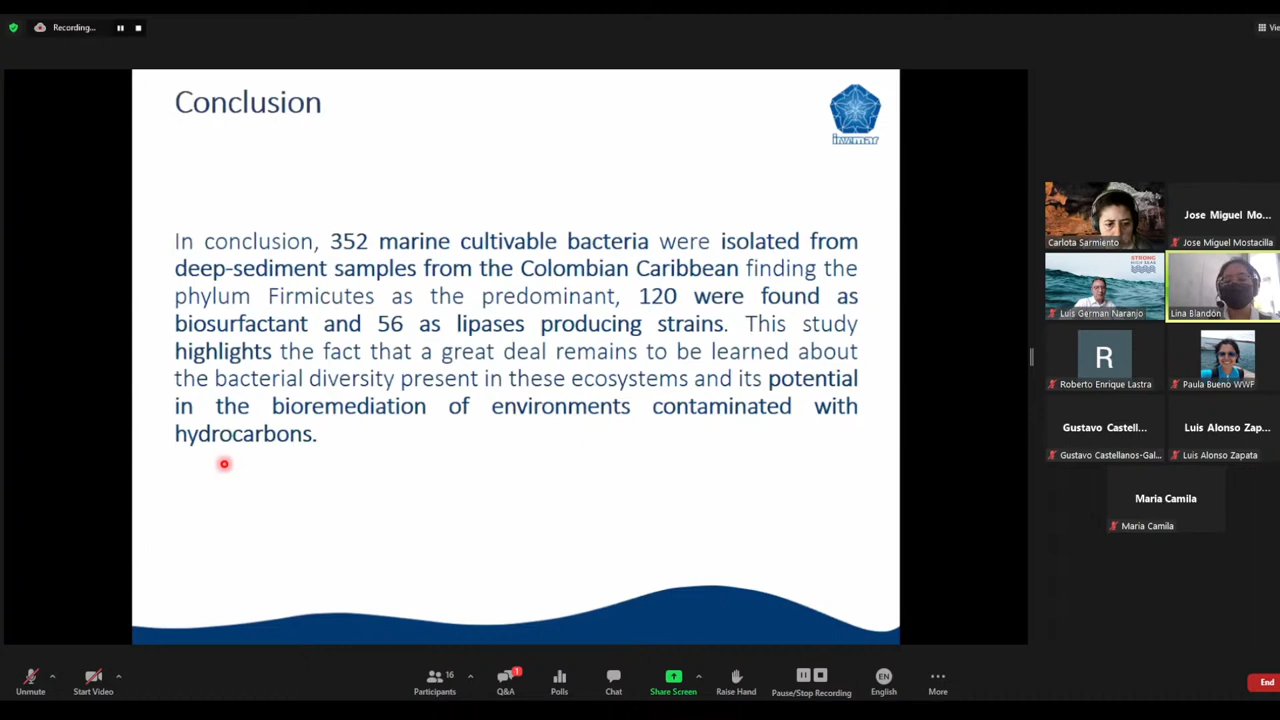 Recording...
Vie
Conclusion
invemar
In conclusion, 352 marine cultivable bacteria were isolated from
deep-sediment samples from the Colombian Caribbean finding the
phylum Firmicutes as the predominant, 120 were found as
biosurfactant and 56 as lipases producing strains. This study
highlights the fact that a great deal remains to be learned about
the bacterial diversity present in these ecosystems and its potential
in the bioremediation of environments contaminated with
hydrocarbons.
Carlota Sarmiento
Jose Miguel Mo...
Jose Miguel Mostacilla
STRONG
HIGH SEAS
Luis German Naranjo
Lina Blandón
R
Roberto Enrique Lastra
Paula Bueno WWF
Gustavo Castell...
Gustavo Castellanos-Gal...
Luis Alonso Zap...
Luis Alonso Zapata
Maria Camila
Maria Camila
Unmute
Start Video
16
Participants
1
Q&A
Polls
Chat
Share Screen
Raise Hand
Pause/Stop Recording
EN
English
More
End